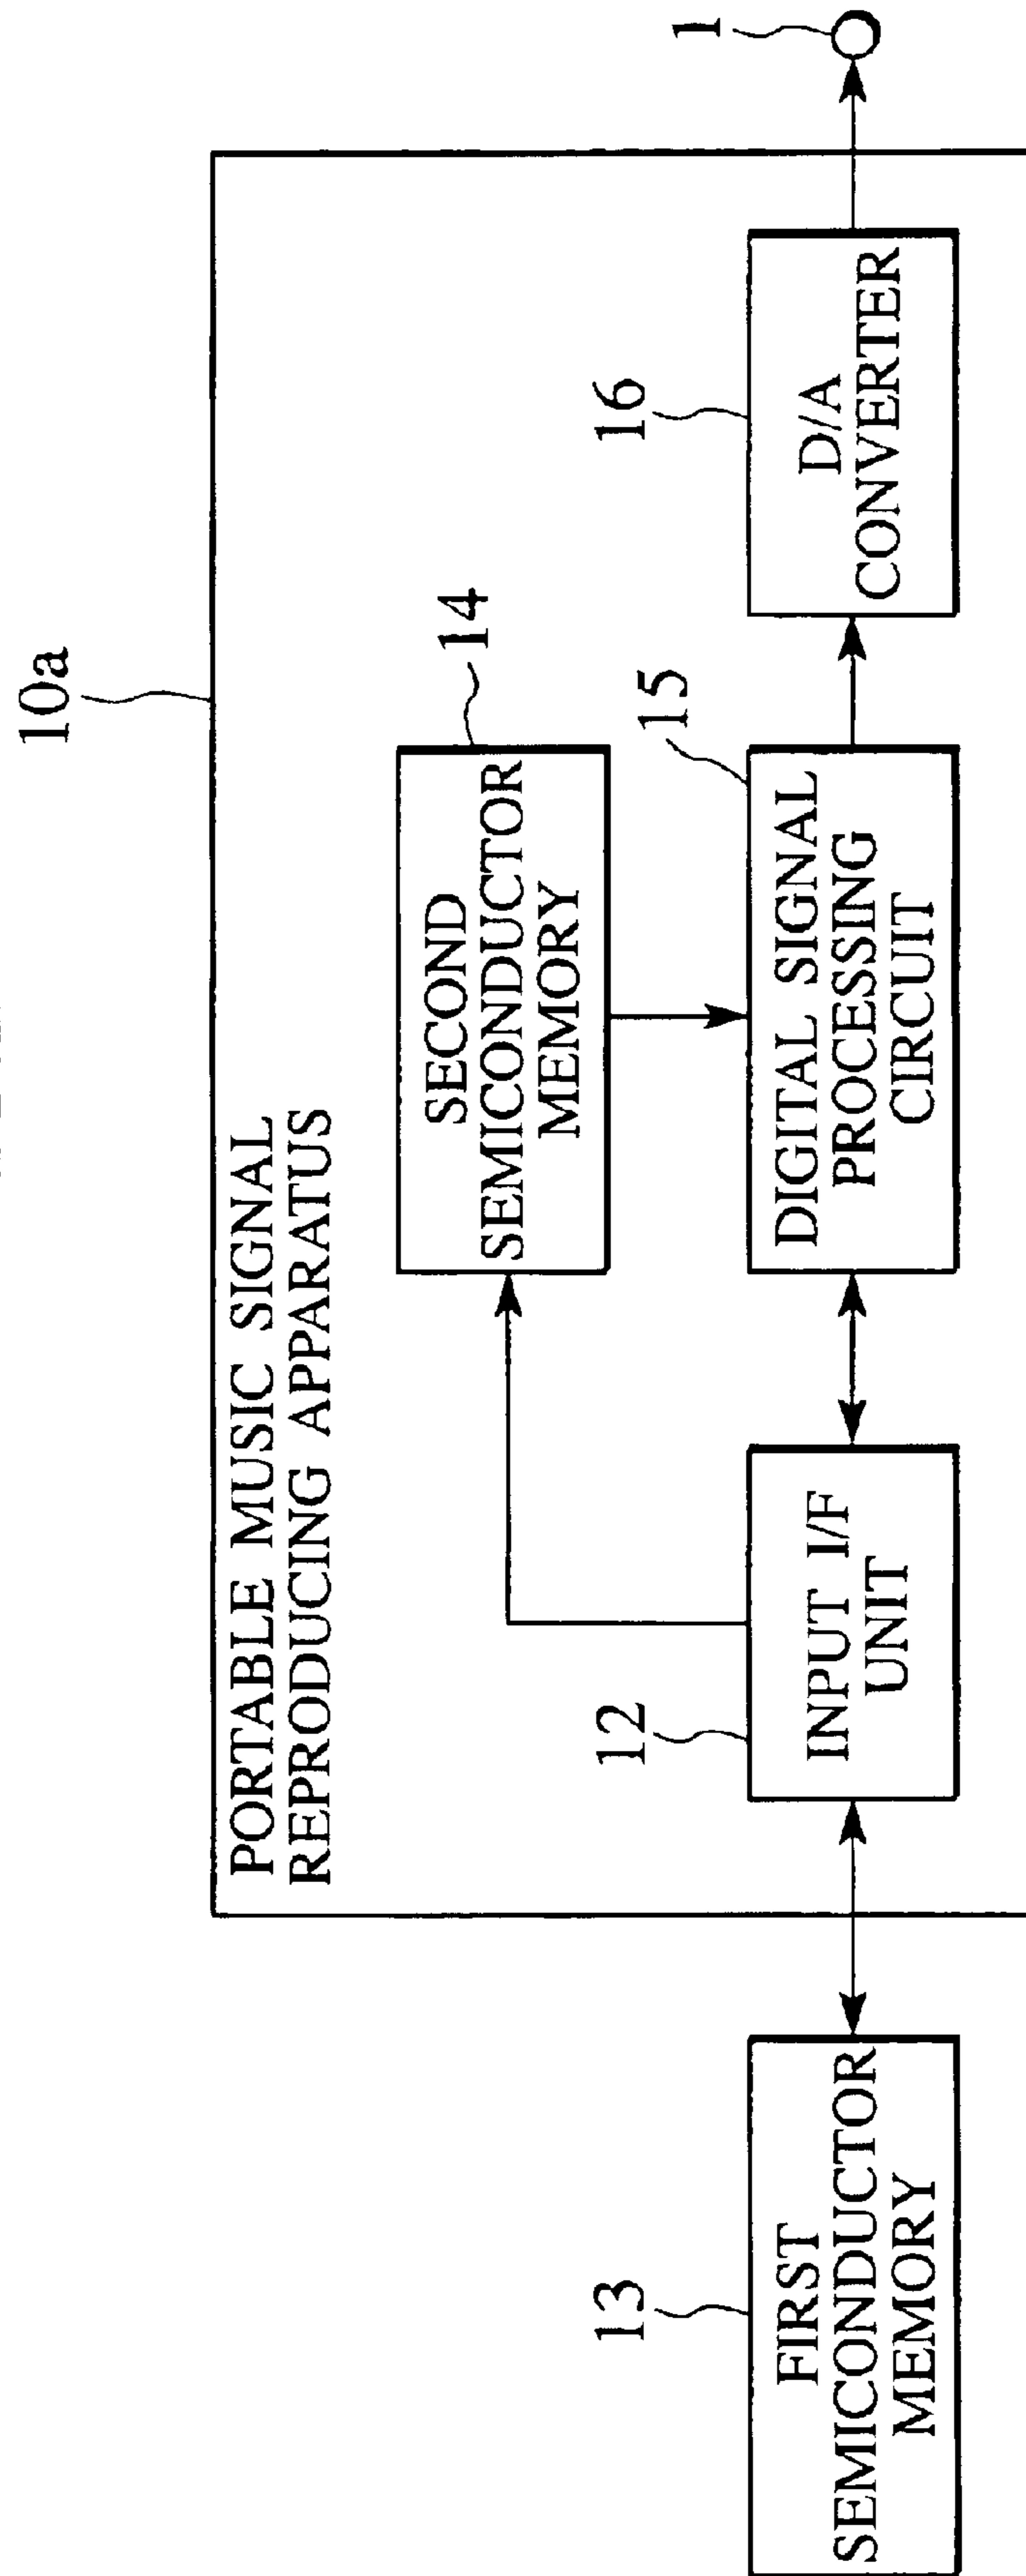 10a
PORTABLE MUSIC SIGNAL
REPRODUCING APPARATUS
14
SECOND
SEMICONDUCTOR
MEMORY
13
FIRST
SEMICONDUCTOR
MEMORY
12
INPUT I/F
UNIT
15
DIGITAL SIGNAL
PROCESSING
CIRCUIT
16
D/A
CONVERTER
1